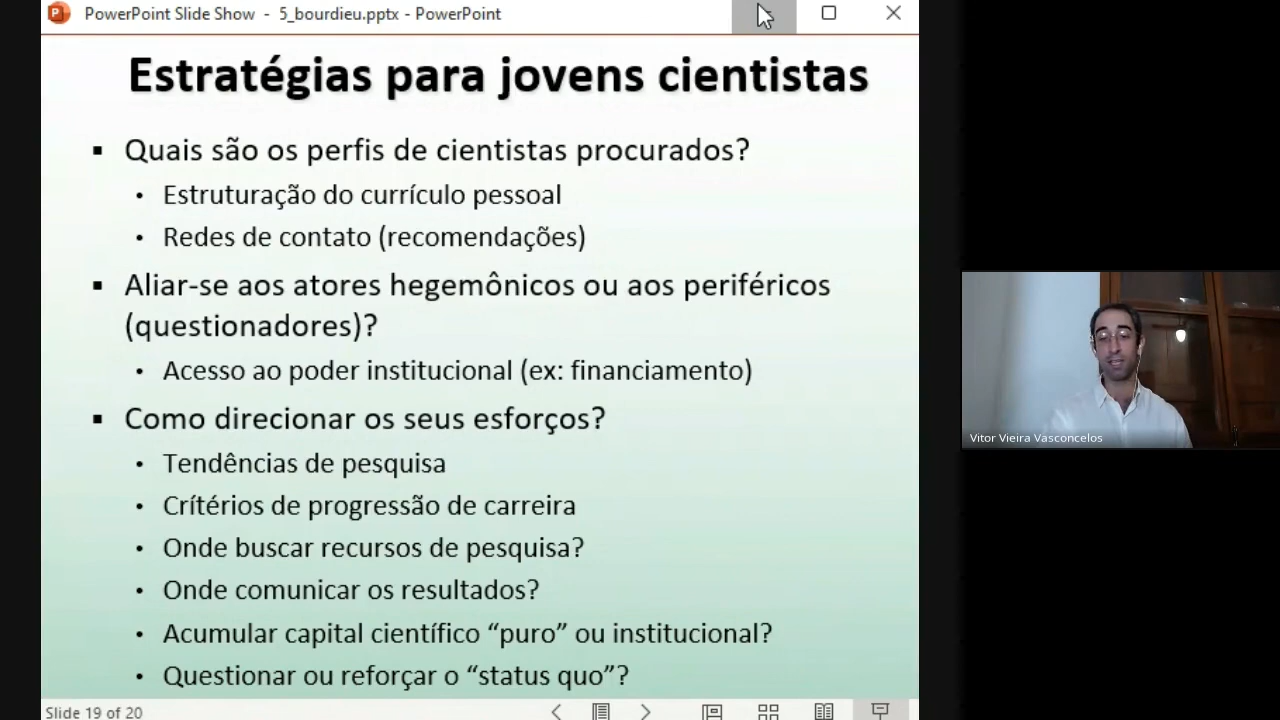 PowerPoint Slide Show - 5_bourdieu.pptx - PowerPoint
Estratégias para jovens cientistas
Quais são os perfis de cientistas procurados?
Estruturação do currículo pessoal
Redes de contato (recomendações)
Aliar-se aos atores hegemônicos ou aos periféricos
(questionadores)?
Acesso ao poder institucional (ex: financiamento)
Como direcionar os seus esforços?
Tendências de pesquisa
Crítérios de progressão de carreira
Onde buscar recursos de pesquisa?
Onde comunicar os resultados?
Acumular capital científico “puro” ou institucional?
Questionar ou reforçar o “status quo”?
Slide 19 of 20
Vitor Vieira Vasconcelos